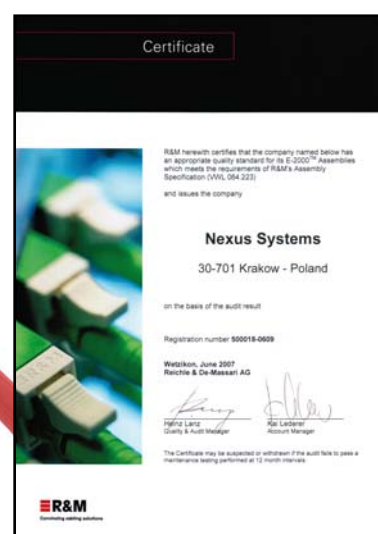 Certificate
R&M herewith certifies that the company named below has
an appropriate quality standard for its E-2000™ Assemblies
which meets the requirements of R&M's Assembly
Specification (VWL 084.223)
and issues the company
Nexus Systems
30-701 Krakow - Poland
on the basis of the audit result
Registration number 500018-0609
Wetzikon, June 2007
Reichle & De-Massari AG
Heinz Lanz
Quality & Audit Manager
Kai Lederer
Account Manager
The Certificate may be suspected or withdrawn if the audit fails to pass a
maintenance testing performed at 12 month intervals.
R&M
Convincing cabling solutions